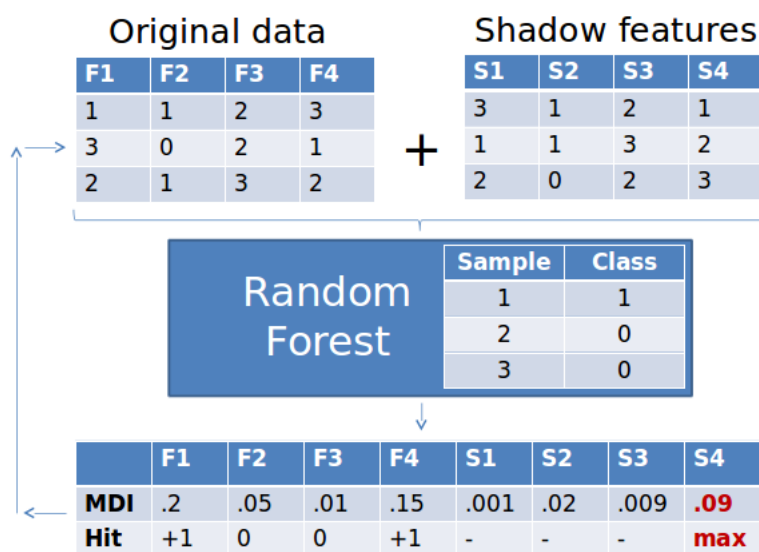 Original data
Shadow features
F1 F2 F3 F4
1 1 2 3
3 0 2 1
2 1 3 2
+
S1 S2 S3 S4
3 1 2 1
1 1 3 2
2 0 2 3
Random
Forest
Sample Class
1 1
2 0
3 0
F1 F2 F3 F4 S1 S2 S3 S4
MDI .2 .05 .01 .15 .001 .02 .009 .09
Hit +1 0 0 +1 - - - max